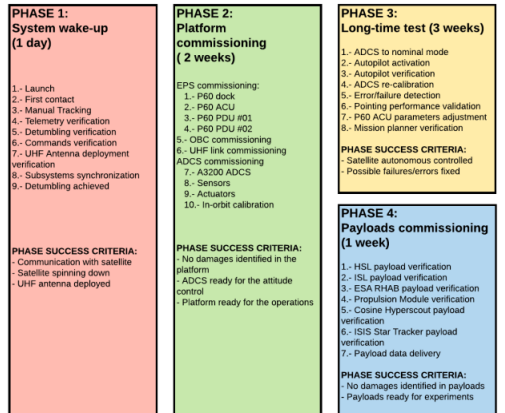 PHASE 1:
System wake-up
(1 day)
1.- Launch
2.- First contact
3.- Manual Tracking
4.- Telemetry verification
5.- Detumbling verification
6.- Commands verification
7.- UHF Antenna deployment
verification
8.- Subsystems synchronization
9.- Detumbling achieved
PHASE SUCCESS CRITERIA:
- Communication with satellite
- Satellite spinning down
- UHF antenna deployed
PHASE 2:
Platform
commissioning
( 2 weeks)
EPS commissioning:
1.- P60 dock
2.- P60 ACU
3.- P60 PDU #01
4.- P60 PDU #02
5.- OBC commissioning
6.- UHF link commissioning
ADCS commissioning
7.- A3200 ADCS
8.- Sensors
9.- Actuators
10.- In-orbit calibration
PHASE SUCCESS CRITERIA:
- No damages identified in the
platform
- ADCS ready for the attitude
control
- Platform ready for the operations
PHASE 3:
Long-time test (3 weeks)
1.- ADCS to nominal mode
2.- Autopilot activation
3.- Autopilot verification
4.- ADCS re-calibration
5.- Error/failure detection
6.- Pointing performance validation
7.- P60 ACU parameters adjustment
8.- Mission planner verification
PHASE SUCCESS CRITERIA:
- Satellite autonomous controlled
- Possible failures/errors fixed
PHASE 4:
Payloads commissioning
(1 week)
1.- HSL payload verification
2.- ISL payload verification
3.- ESA RHAB payload verification
4.- Propulsion Module verification
5.- Cosine Hyperscout payload
verification
6.- ISIS Star Tracker payload
verification
7.- Payload data delivery
PHASE SUCCESS CRITERIA:
- No damages identified in payloads
- Payloads ready for experiments